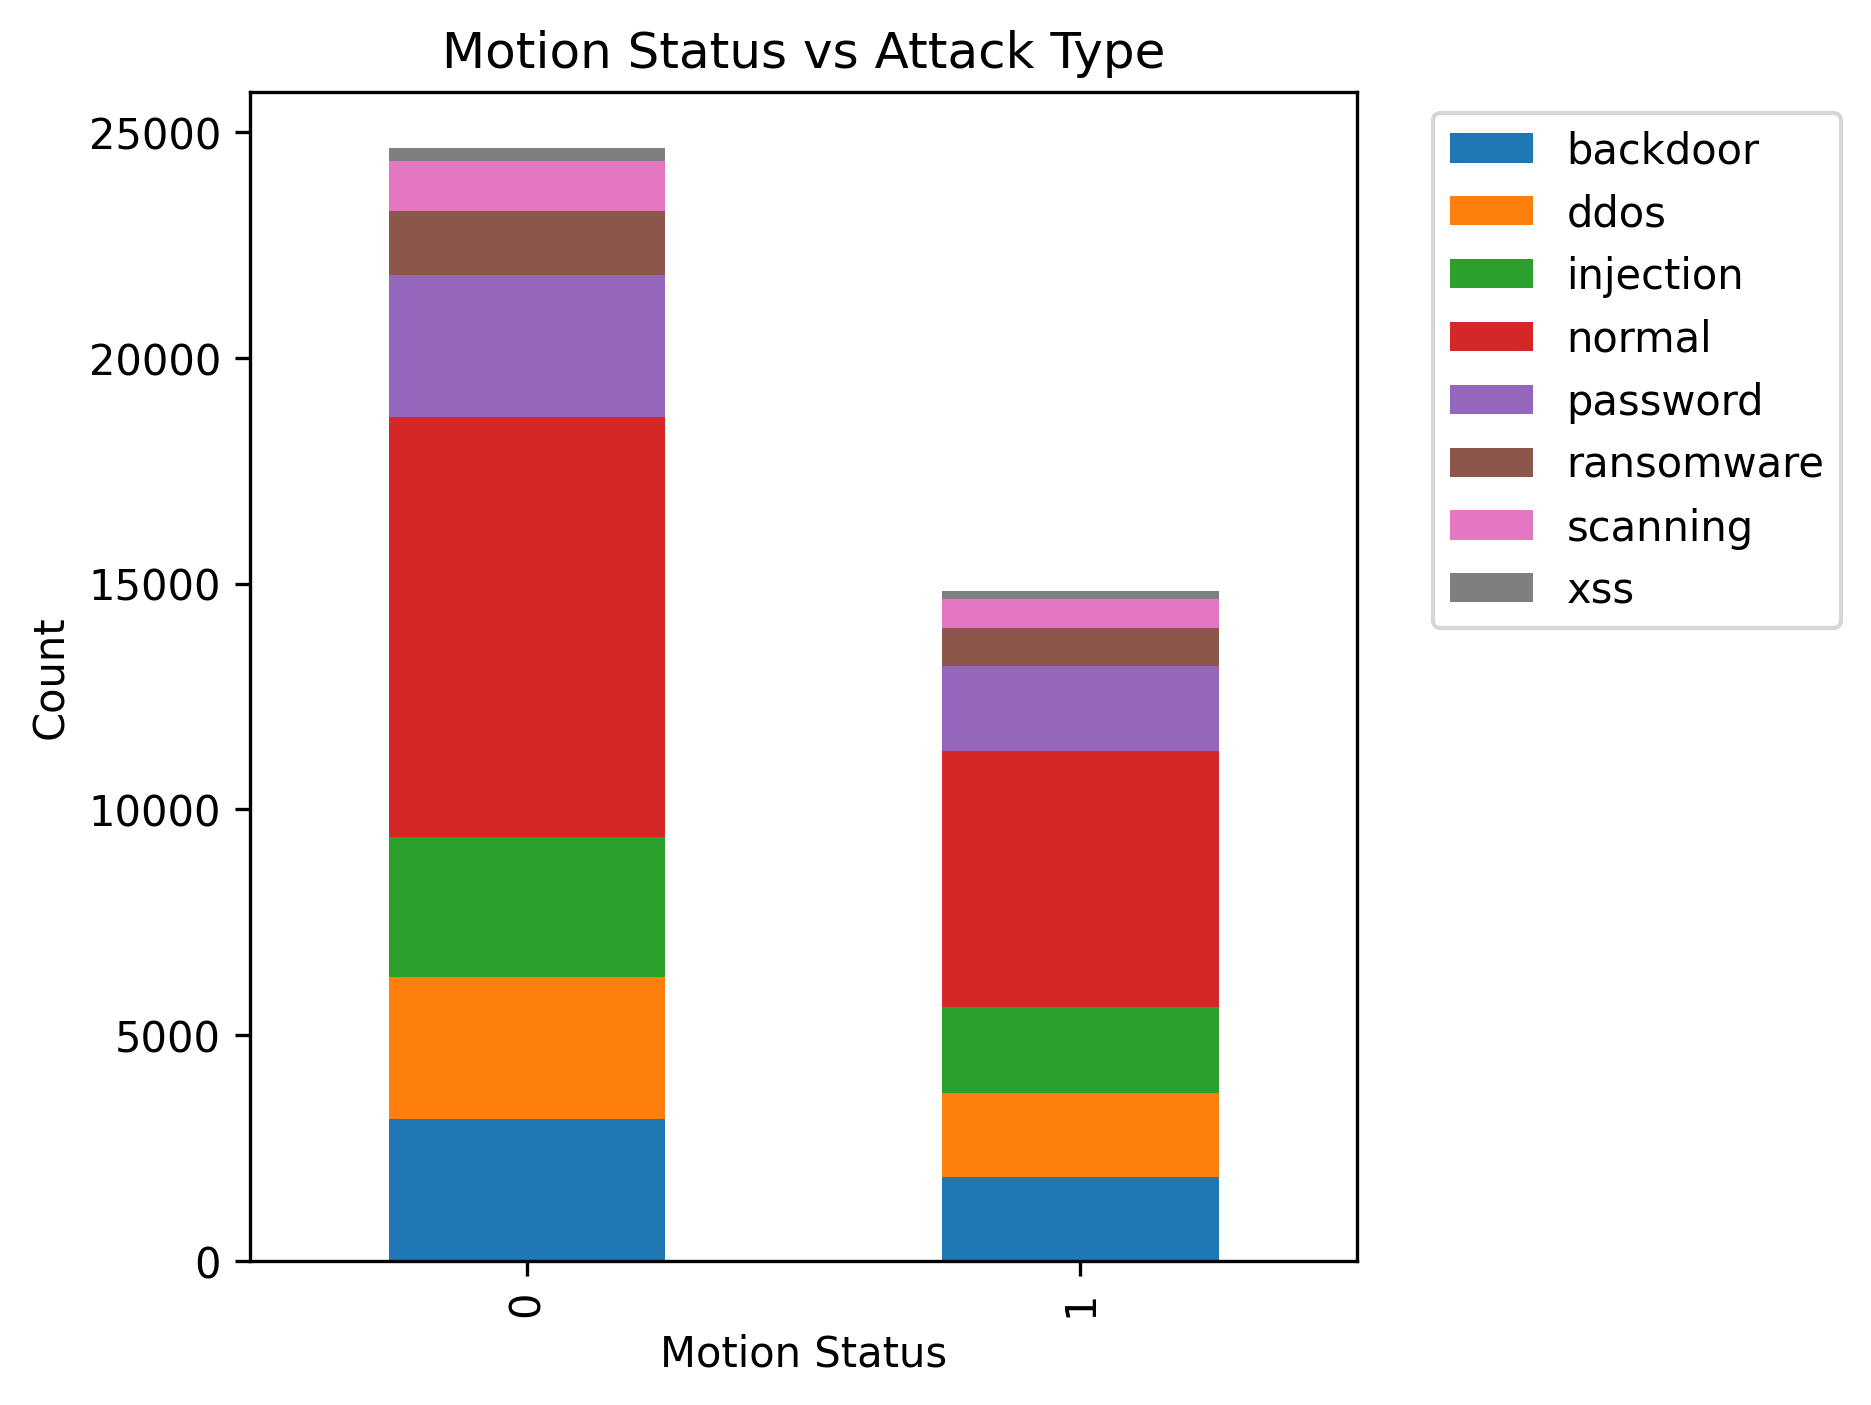 Motion Status vs Attack Type
25000
20000
15000
10000
5000
0
Count
0
1
Motion Status
backdoor
ddos
injection
normal
password
ransomware
scanning
xss